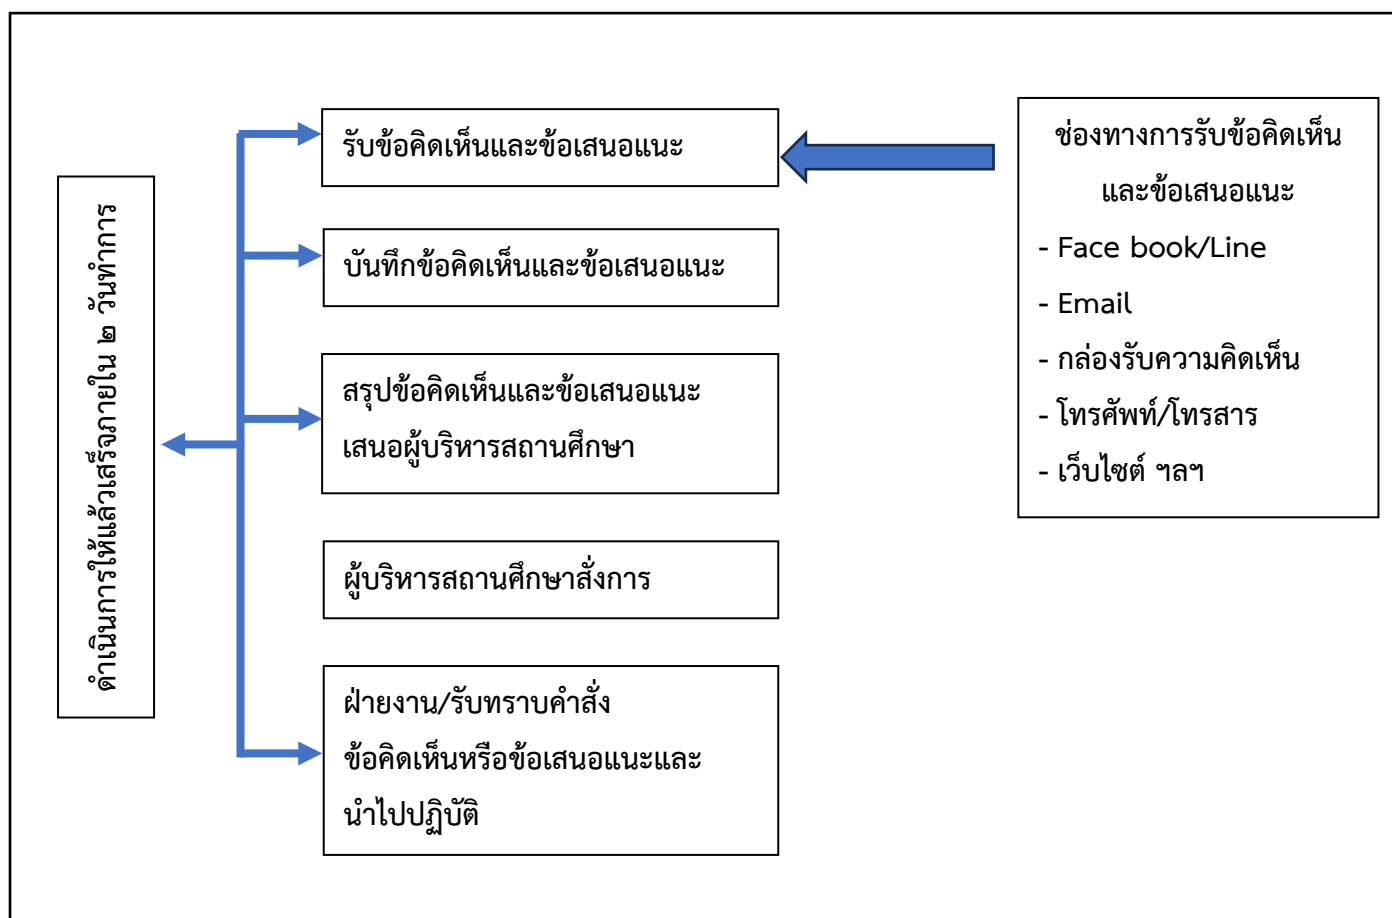 ดำเนินการให้แล้วเสร็จภายใน ๒ วันทำการ
รับข้อคิดเห็นและข้อเสนอแนะ
บันทึกข้อคิดเห็นและข้อเสนอแนะ
สรุปข้อคิดเห็นและข้อเสนอแนะ
เสนอผู้บริหารสถานศึกษา
ผู้บริหารสถานศึกษาสั่งการ
ฝ่ายงาน/รับทราบคำสั่ง
ข้อคิดเห็นหรือข้อเสนอแนะและ
นำไปปฏิบัติ
ช่องทางการรับข้อคิดเห็น
และข้อเสนอแนะ
- Face book/Line
- Email
- กล่องรับความคิดเห็น
- โทรศัพท์/โทรสาร
- เว็บไซต์ ฯลฯ